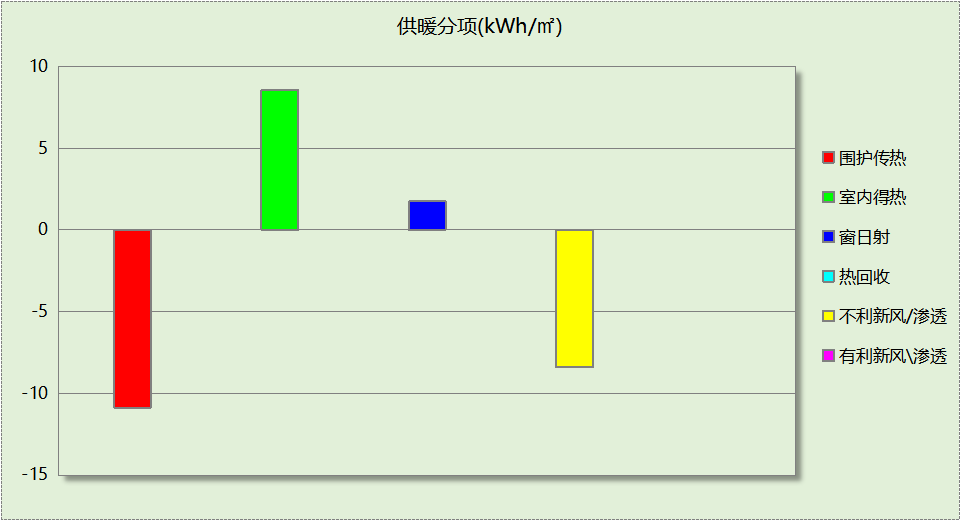 供暖分项(kWh/㎡)
10
5
0
-5
-10
-15
围护传热
室内得热
窗日射
热回收
不利新风/渗透
有利新风\渗透